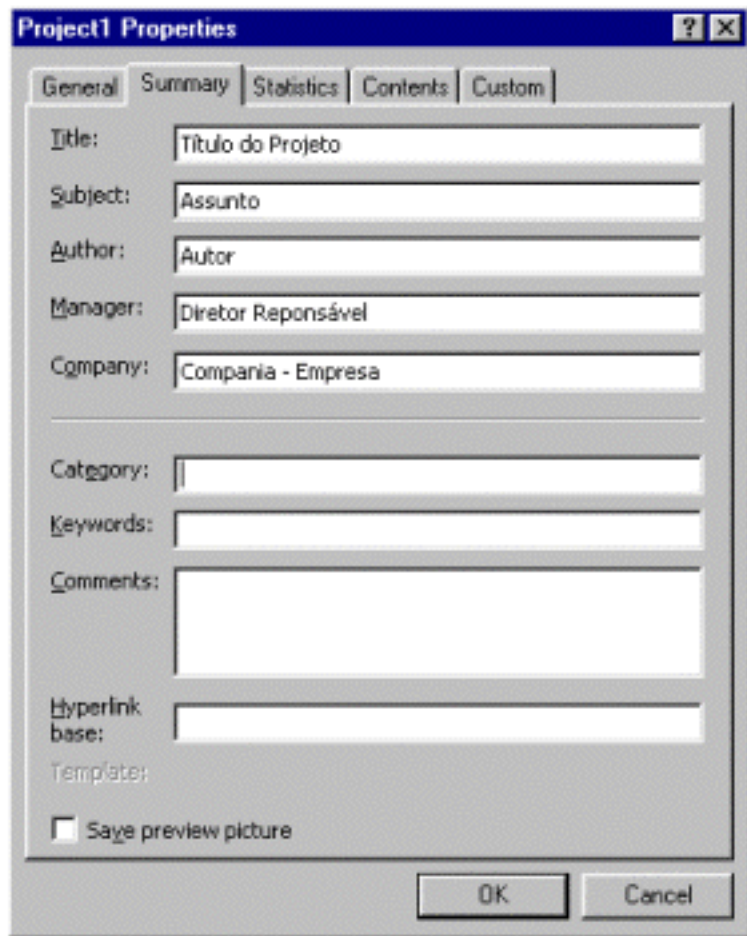 Project1 Properties
General Summary Statistics Contents Custom
Title: Título do Projeto
Subject: Assunto
Author: Autor
Manager: Diretor Reponsável
Company: Compania - Empresa
Category:
Keywords:
Comments:
Hyperlink
base:
Template:
Save preview picture
OK Cancel